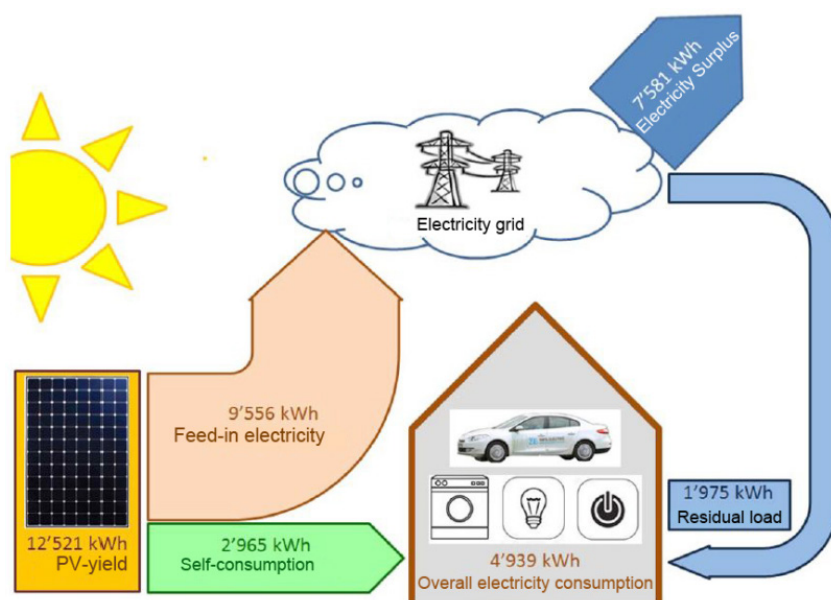 7'581 kWh
Electricity Surplus
Electricity grid
9'556 kWh
Feed-in electricity
12'521 kWh
PV-yield
2'965 kWh
Self-consumption
4'939 kWh
Overall electricity consumption
1'975 kWh
Residual load